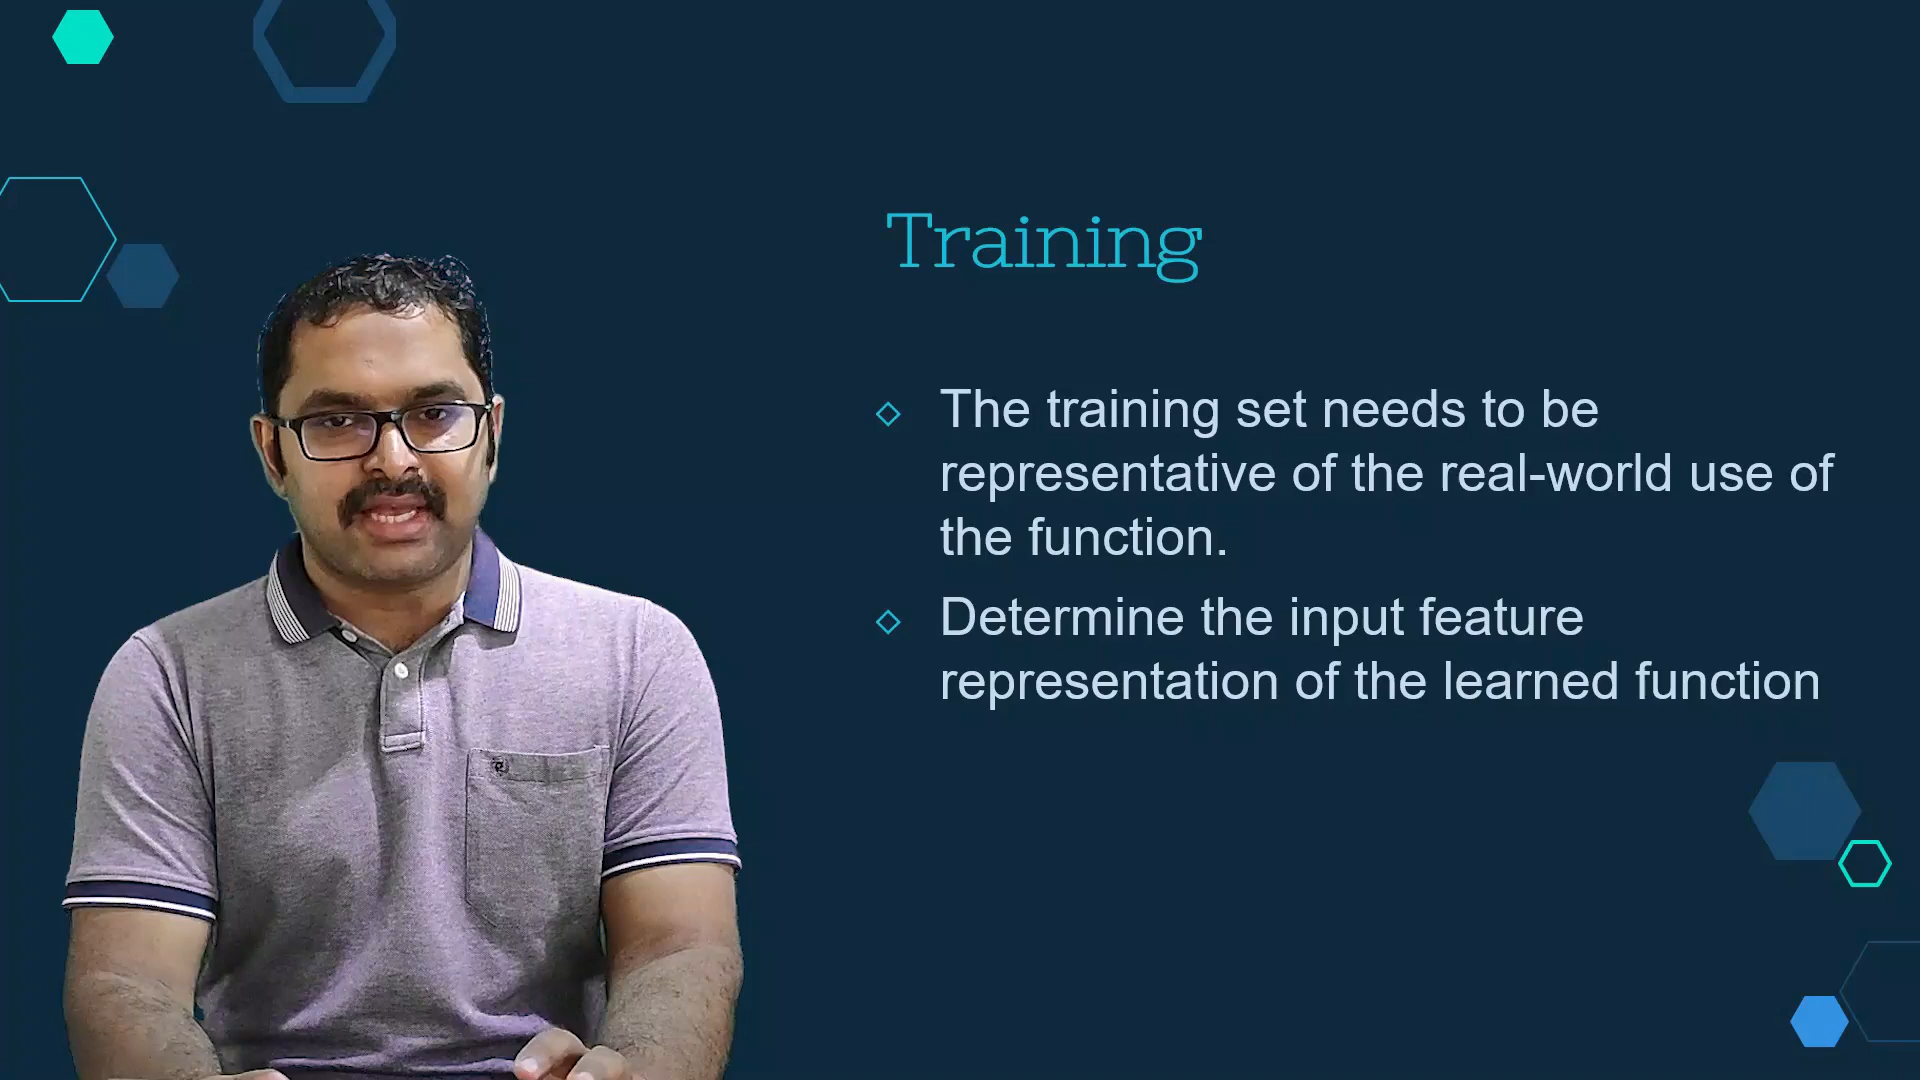 Training
The training set needs to be
representative of the real-world use of
the function.
Determine the input feature
representation of the learned function